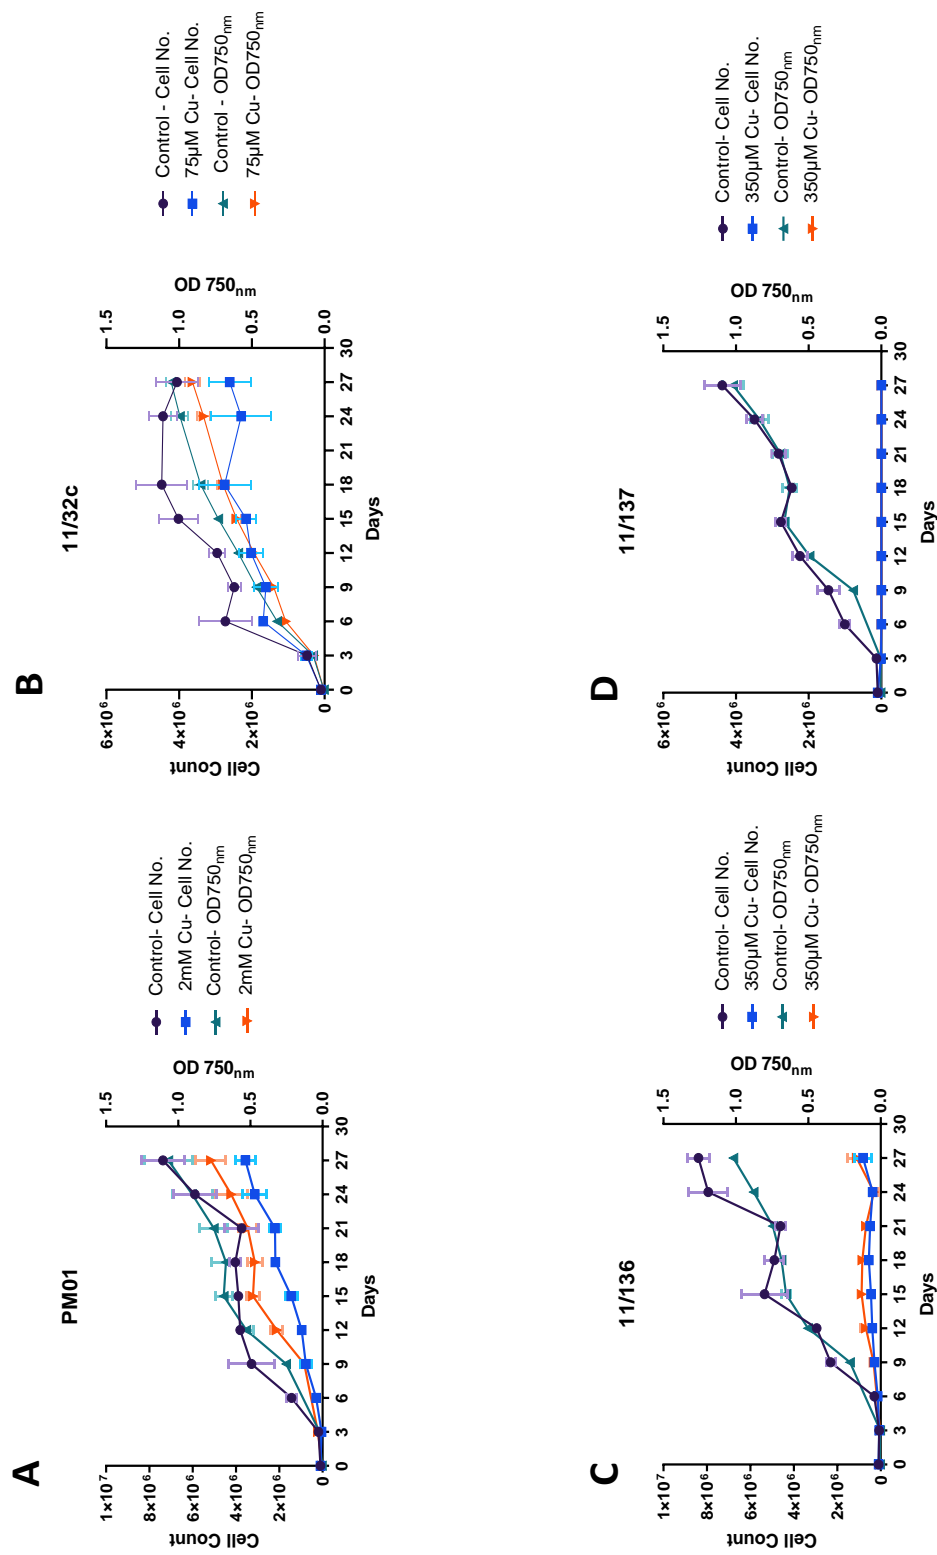 A
PM01
Cell Count
1×10⁷
8×10⁶
6×10⁶
4×10⁶
2×10⁶
0
OD 750nm
1.5
1.0
0.5
0.0
0 3 6 9 12 15 18 21 24 27 30
Days
Control- Cell No.
2mM Cu- Cell No.
Control- OD750nm
2mM Cu- OD750nm
B
11/32c
Cell Count
6×10⁶
4×10⁶
2×10⁶
0
OD 750nm
1.5
1.0
0.5
0.0
0 3 6 9 12 15 18 21 24 27 30
Days
Control - Cell No.
75µM Cu- Cell No.
Control - OD750nm
75µM Cu- OD750nm
C
11/136
Cell Count
1×10⁷
8×10⁶
6×10⁶
4×10⁶
2×10⁶
0
OD 750nm
1.5
1.0
0.5
0.0
0 3 6 9 12 15 18 21 24 27 30
Days
Control- Cell No.
350µM Cu- Cell No.
Control- OD750nm
350µM Cu- OD750nm
D
11/137
Cell Count
6×10⁶
4×10⁶
2×10⁶
0
OD 750nm
1.5
1.0
0.5
0.0
0 3 6 9 12 15 18 21 24 27 30
Days
Control- Cell No.
350µM Cu- Cell No.
Control- OD750nm
350µM Cu- OD750nm